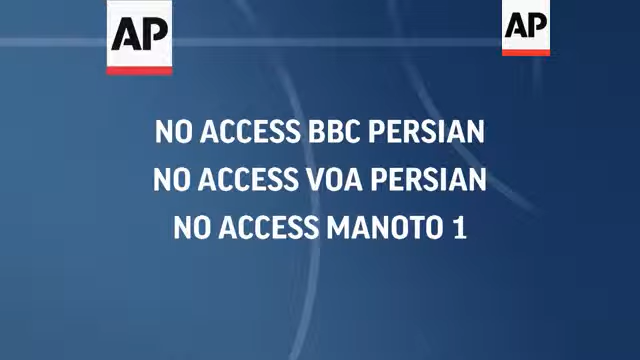 AP
AP
NO ACCESS BBC PERSIAN
NO ACCESS VOA PERSIAN
NO ACCESS MANOTO 1